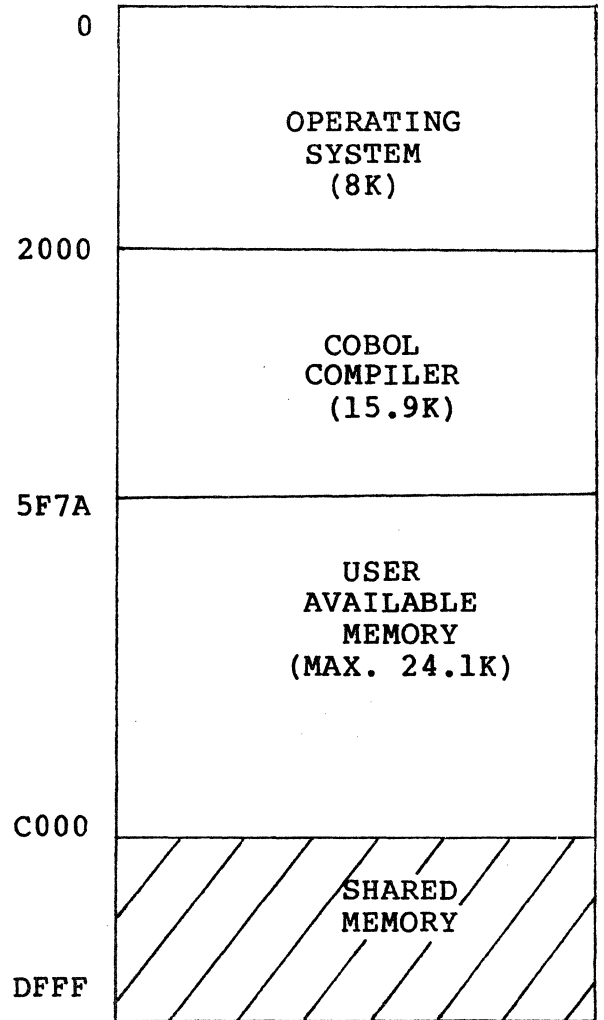 0
OPERATING
SYSTEM
(8K)
2000
COBOL
COMPILER
(15.9K)
5F7A
USER
AVAILABLE
MEMORY
(MAX. 24.1K)
C000
SHARED
MEMORY
DFFF